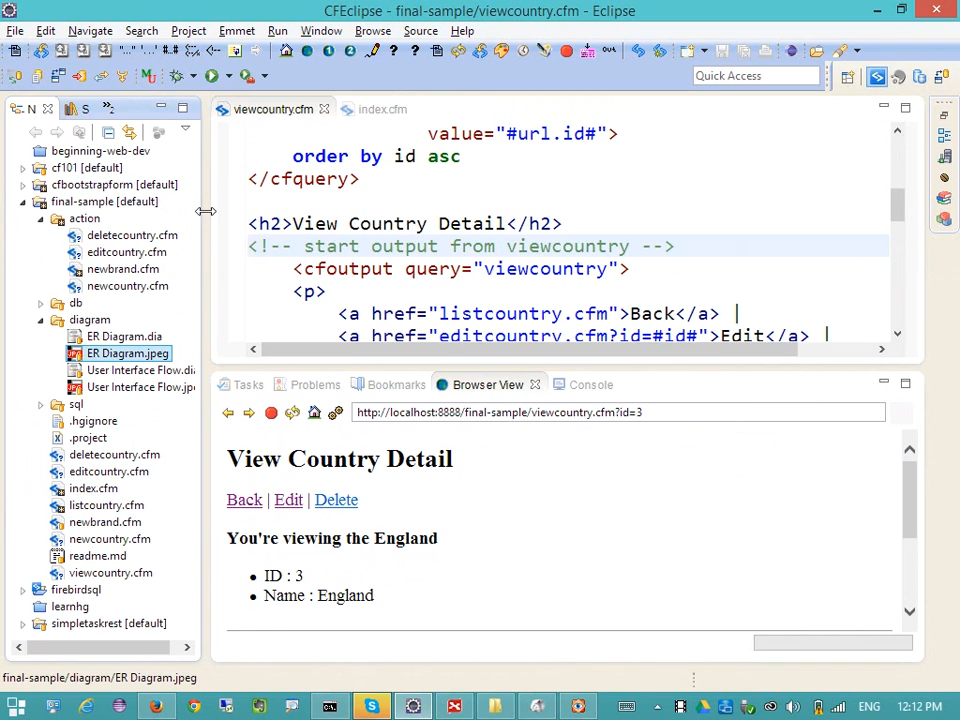 CFEclipse - final-sample/viewcountry.cfm - Eclipse
File Edit Navigate Search Project Emmet Run Window Browse Source Help
Quick Access
N S
viewcountry.cfm index.cfm
beginning-web-dev
cf101 [default]
cfbootstrapform [default]
final-sample [default]
action
deletecountry.cfm
editcountry.cfm
newbrand.cfm
newcountry.cfm
db
diagram
ER Diagram.dia
ER Diagram.jpeg
User Interface Flow.dia
User Interface Flow.jpe
sql
.hgignore
.project
deletecountry.cfm
editcountry.cfm
index.cfm
listcountry.cfm
newbrand.cfm
newcountry.cfm
readme.md
viewcountry.cfm
firebirdsql
learnhg
simpletaskrest [default]
value="#url.id#">
order by id asc
</cfquery>
<h2>View Country Detail</h2>
<!-- start output from viewcountry -->
<cfoutput query="viewcountry">
<p>
<a href="listcountry.cfm">Back</a> |
<a href="editcountry.cfm?id=#id#">Edit</a> |
Tasks Problems Bookmarks Browser View Console
http://localhost:8888/final-sample/viewcountry.cfm?id=3
View Country Detail
Back | Edit | Delete
You're viewing the England
ID : 3
Name : England
final-sample/diagram/ER Diagram.jpeg
ENG 12:12 PM